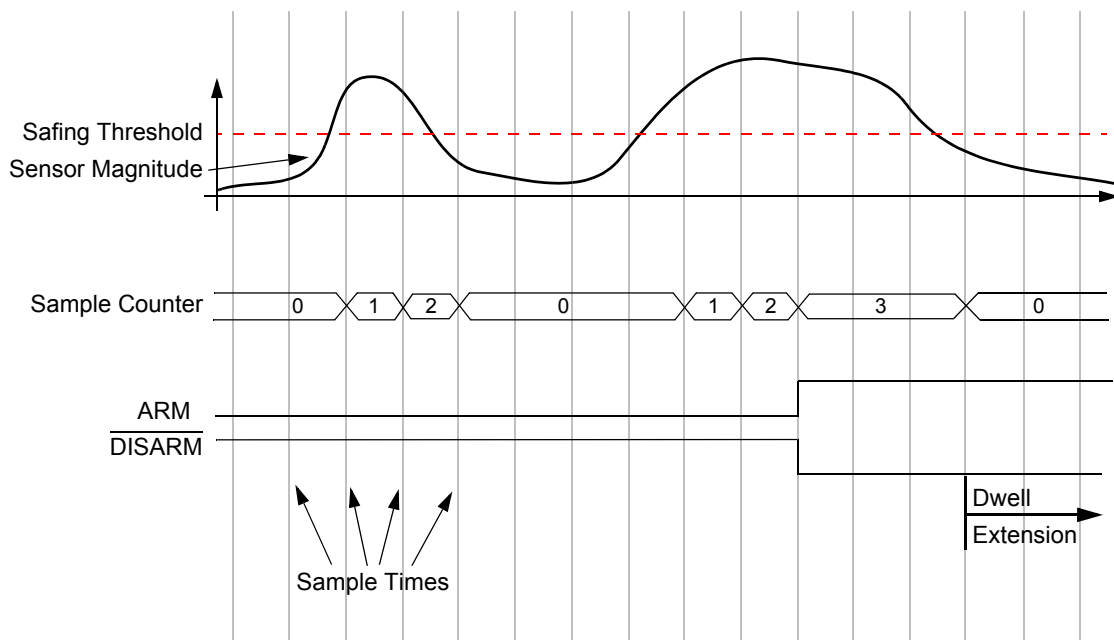 Safing Threshold
Sensor Magnitude
Sample Counter
0
1
2
0
1
2
3
0
ARM
DISARM
Dwell
Extension
Sample Times